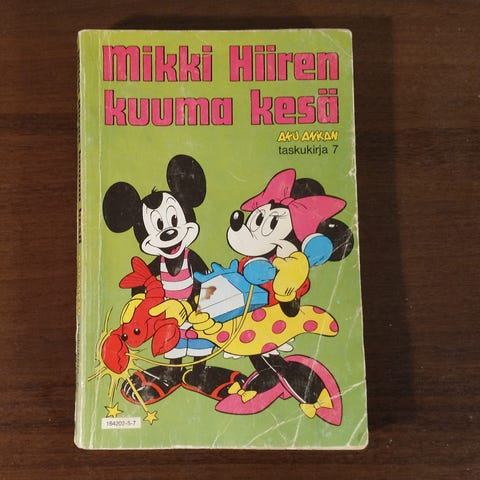 Mikki Hiiren
kuuma kesä
AKU ANKAN
taskukirja 7
184202-5-7